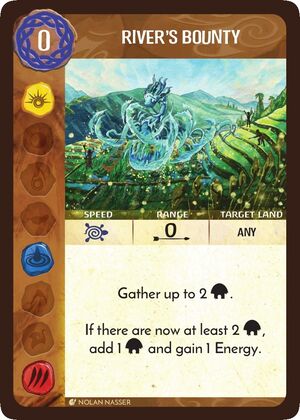 0
RIVER'S BOUNTY
SPEED RANGE TARGET LAND
0 ANY
Gather up to 2 .
If there are now at least 2 ,
add 1 and gain 1 Energy.
NOLAN NASSER